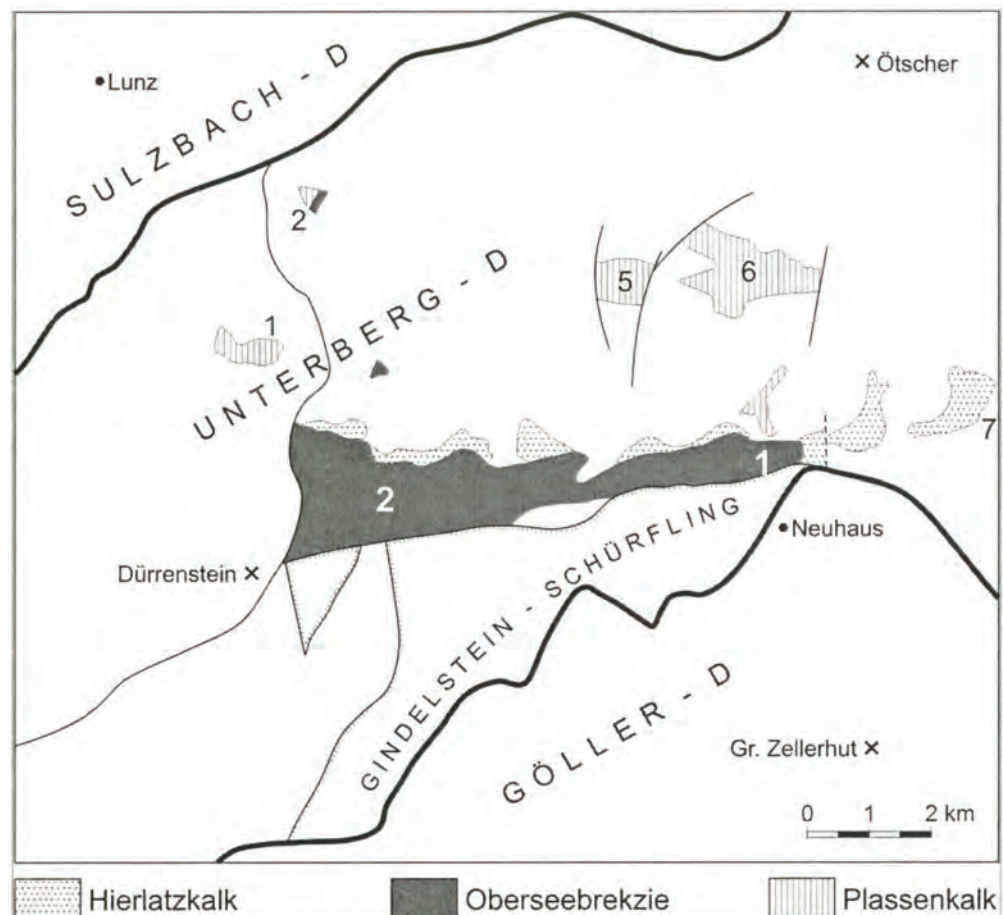 Lunz
Ötscher
SULZBACH - D
2
5
6
1
UNTERBERG - D
7
1
2
Neuhaus
Dürrenstein
GINDELSTEIN - SCHÜRFLING
GÖLLER - D
Gr. Zellerhut
0 1 2 km
Hierlatzkalk Oberseebrekzie Plassenkalk